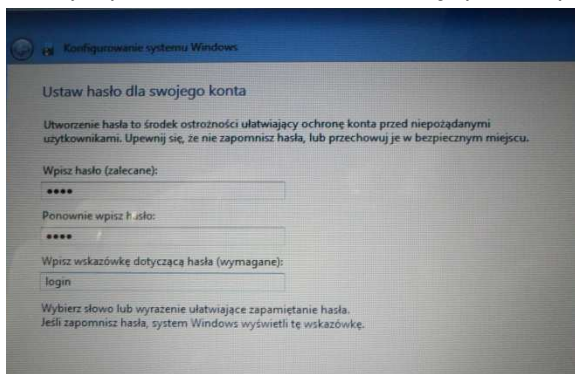 Konfigurowanie systemu Windows
Ustaw hasło dla swojego konta
Utworzenie hasła to środek ostrożności ułatwiający ochronę konta przed niepożądanymi
użytkownikami. Upewnij się, że nie zapomnisz hasła, lub przechowuj je w bezpiecznym miejscu.
Wpisz hasło (zalecane):
••••
Ponownie wpisz hasło:
••••
Wpisz wskazówkę dotyczącą hasła (wymagane):
login
Wybierz słowo lub wyrażenie ułatwiające zapamiętanie hasła.
Jeśli zapomnisz hasła, system Windows wyświetli tę wskazówkę.